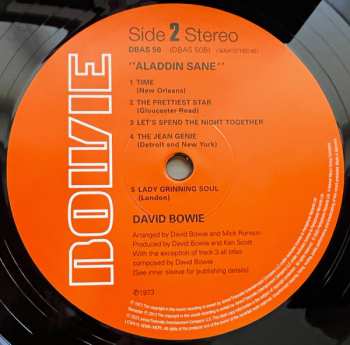 BOWIE
Side 2 Stereo
DBAS 50 (DBAS 50B)
"ALADDIN SANE"
1 TIME
(New Orleans)
2 THE PRETTIEST STAR
(Gloucester Road)
3 LET'S SPEND THE NIGHT TOGETHER
4 THE JEAN GENIE
(Detroit and New York)
5 LADY GRINNING SOUL
(London)
DAVID BOWIE
Arranged by David Bowie and Mick Ronson
Produced by David Bowie and Ken Scott
With the exception of track 3 all titles
composed by David Bowie
(See inner sleeve for publishing details)
℗1973